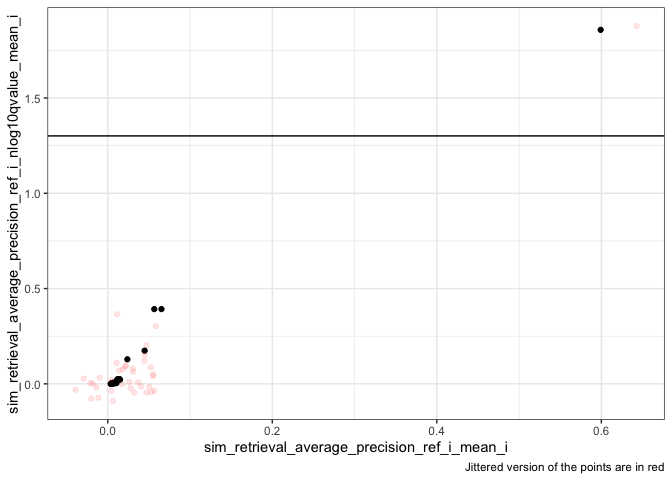 sim_retrieval_average_precision_ref_i_nlog10qvalue_mean_i
1.5
1.0
0.5
0.0
0.0
0.2
0.4
0.6
sim_retrieval_average_precision_ref_i_mean_i
Jittered version of the points are in red